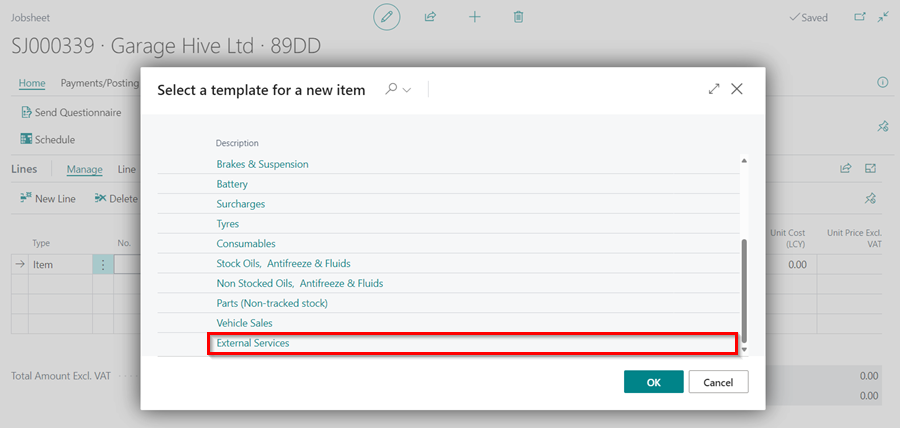 Jobsheet
Saved
SJ000339 · Garage Hive Ltd · 89DD
Home Payments/Posting
Send Questionnaire
Schedule
Lines Manage Line
New Line Delete
Type No. Unit Cost (LCY) Unit Price Excl. VAT
Item 0.00
Total Amount Excl. VAT 0.00
0.00
Select a template for a new item
Description
Brakes & Suspension
Battery
Surcharges
Tyres
Consumables
Stock Oils, Antifreeze & Fluids
Non Stocked Oils, Antifreeze & Fluids
Parts (Non-tracked stock)
Vehicle Sales
External Services
OK Cancel